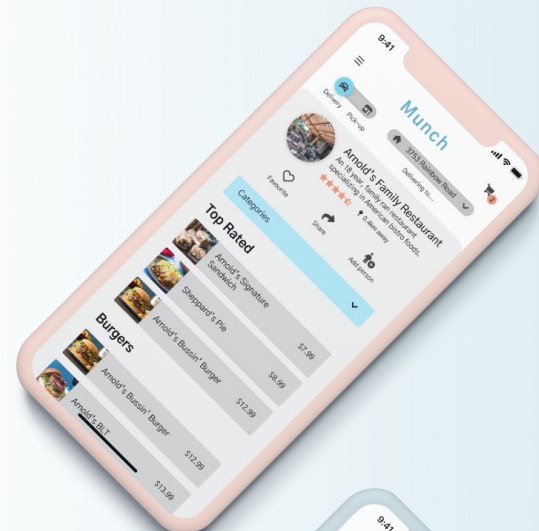 9:41
Munch
Delivery
Pick-up
3753 Rainbow Road
Delivering to...
2
Arnold's Family Restaurant
An 18 year, family ran restaurant
specializing in American bistro foods.
0.4km away
Favourite
Share
Add person
Categories
Top Rated
Arnold's Signature
Sandwich
$7.99
Sheppard's Pie
$8.99
Arnold's Bussin' Burger
$12.99
Burgers
Arnold's Bussin' Burger
$12.99
Arnold's BLT
$13.99
9:41